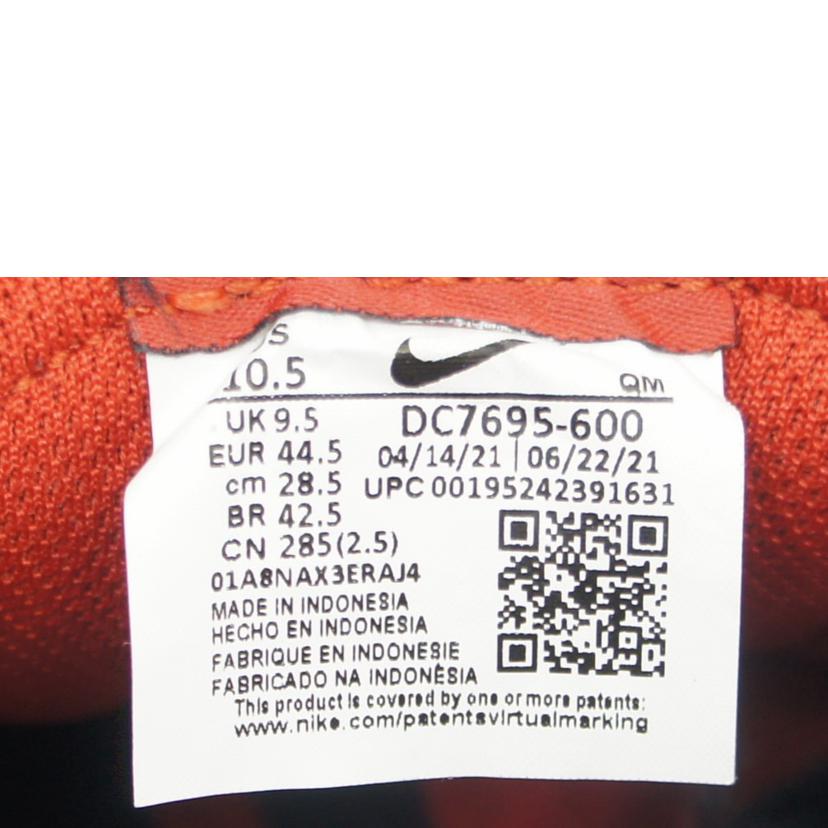 10.5
QM
UK 9.5
DC7695-600
EUR 44.5
04/14/21 | 06/22/21
cm 28.5
UPC 00195242391631
BR 42.5
CN 285(2.5)
01A8NAX3ERAJ4
MADE IN INDONESIA
HECHO EN INDONESIA
FABRIQUE EN INDONESIE
FABRICADO NA INDONÉSIA
This product is covered by one or more patents:
www.nike.com/patentsvirtualmarking